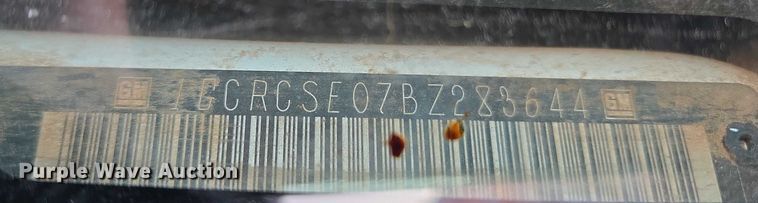 GM 1GCRCSE07BZ283644 GM
Purple Wave Auction